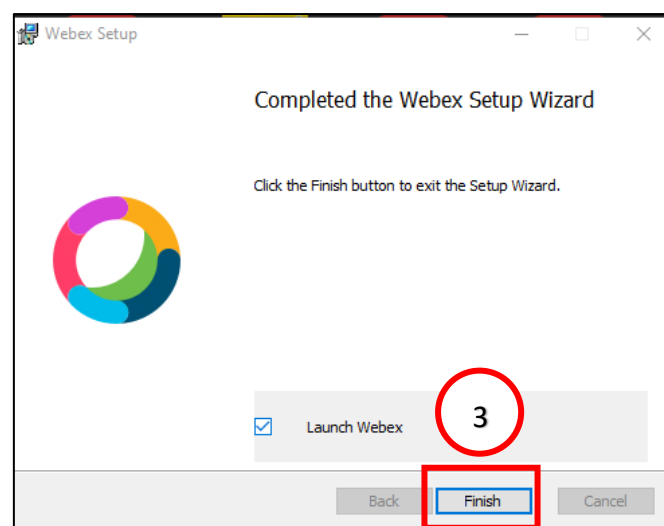 Webex Setup
Completed the Webex Setup Wizard
Click the Finish button to exit the Setup Wizard.
Launch Webex
3
Back Finish Cancel